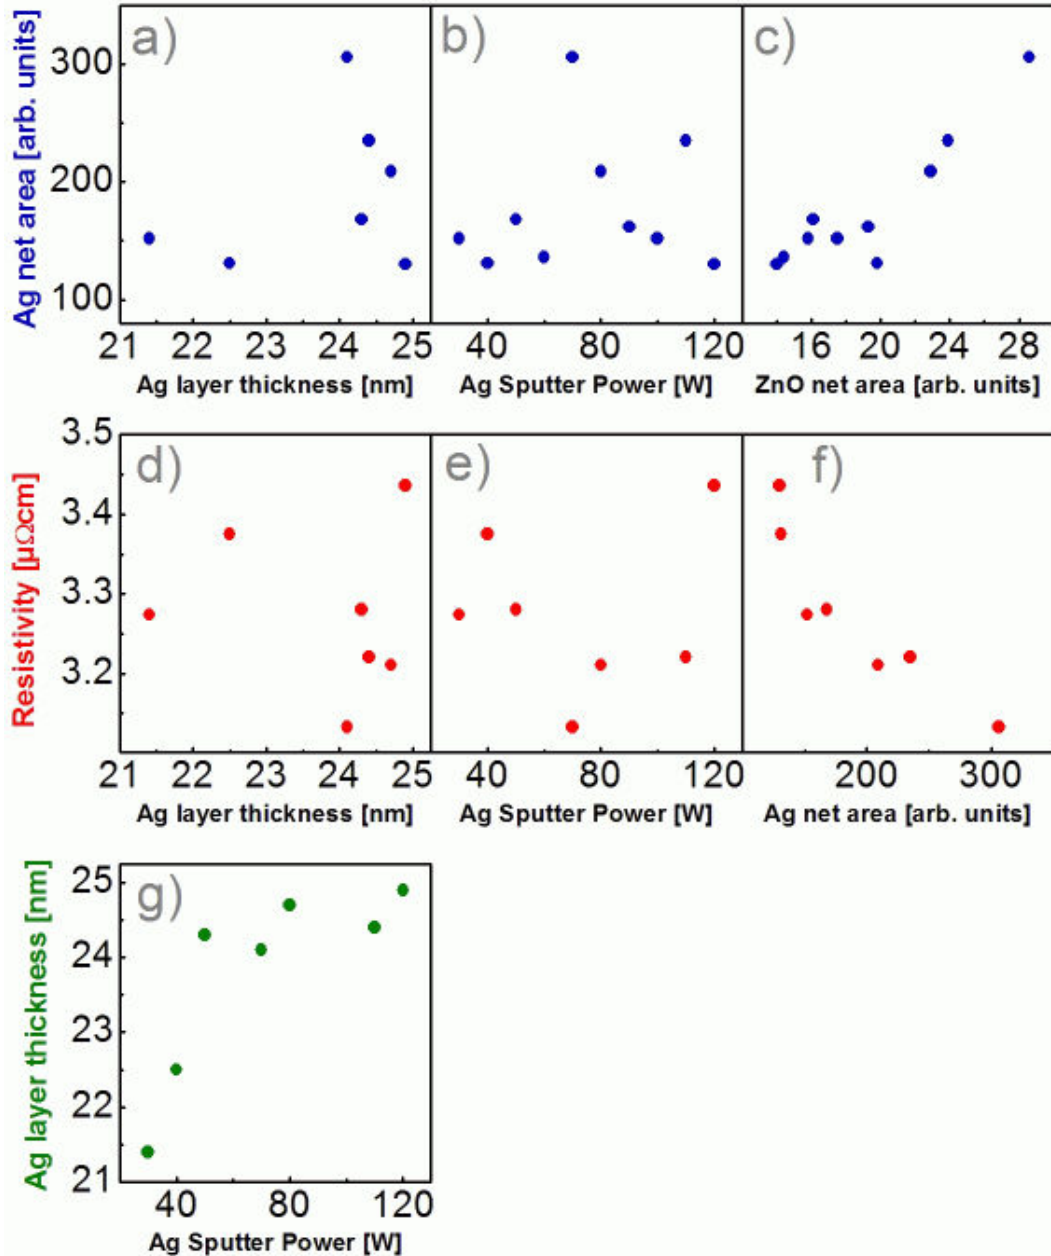 a) b) c)
Ag net area [arb. units]
300
200
100
21 22 23 24 25 40 80 120 16 20 24 28
Ag layer thickness [nm] Ag Sputter Power [W] ZnO net area [arb. units]
d) e) f)
Resistivity [μΩcm]
3.5
3.4
3.3
3.2
21 22 23 24 25 40 80 120 200 300
Ag layer thickness [nm] Ag Sputter Power [W] Ag net area [arb. units]
g)
Ag layer thickness [nm]
25
24
23
22
21
40 80 120
Ag Sputter Power [W]